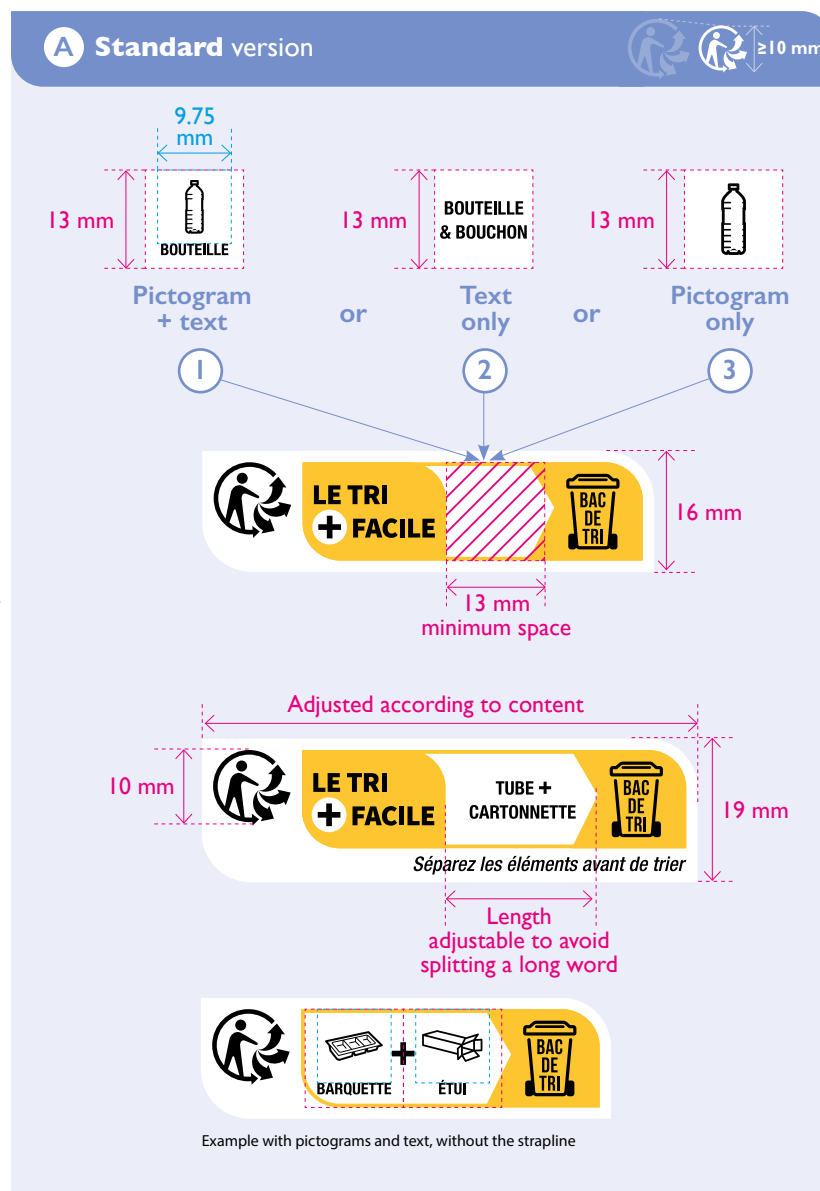 A Standard version
≥10 mm
9.75
mm
13 mm
BOUTEILLE
13 mm
BOUTEILLE
& BOUCHON
13 mm
Pictogram
+ text
or
Text
only
or
Pictogram
only
1
2
3
LE TRI
+ FACILE
BAC
DE
TRI
16 mm
13 mm
minimum space
Adjusted according to content
10 mm
LE TRI
+ FACILE
TUBE +
CARTONNETTE
BAC
DE
TRI
19 mm
Séparez les éléments avant de trier
Length
adjustable to avoid
splitting a long word
BARQUETTE
+
ÉTUI
BAC
DE
TRI
Example with pictograms and text, without the strapline